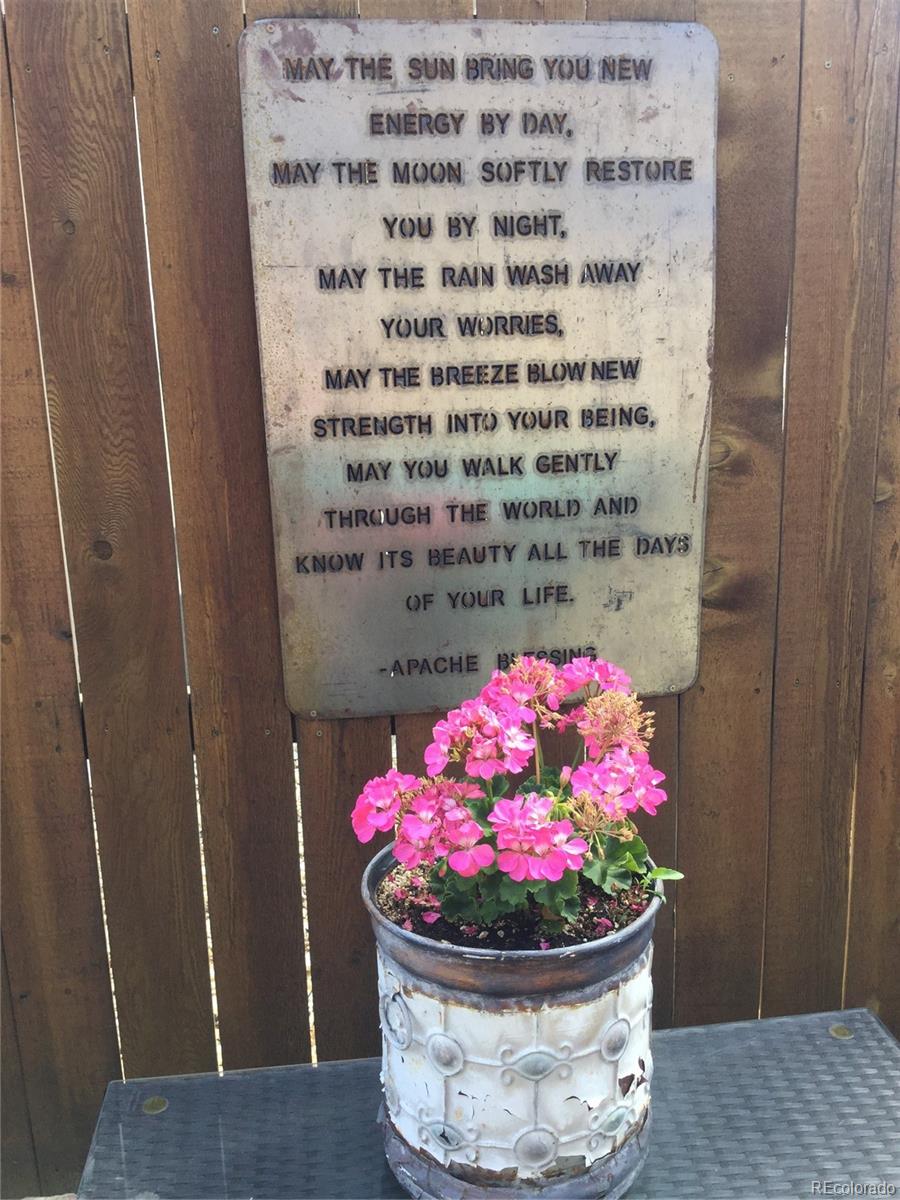 MAY THE SUN BRING YOU NEW
ENERGY BY DAY,
MAY THE MOON SOFTLY RESTORE
YOU BY NIGHT,
MAY THE RAIN WASH AWAY
YOUR WORRIES,
MAY THE BREEZE BLOW NEW
STRENGTH INTO YOUR BEING,
MAY YOU WALK GENTLY
THROUGH THE WORLD AND
KNOW ITS BEAUTY ALL THE DAYS
OF YOUR LIFE.
-APACHE BLESSING
REcolorado